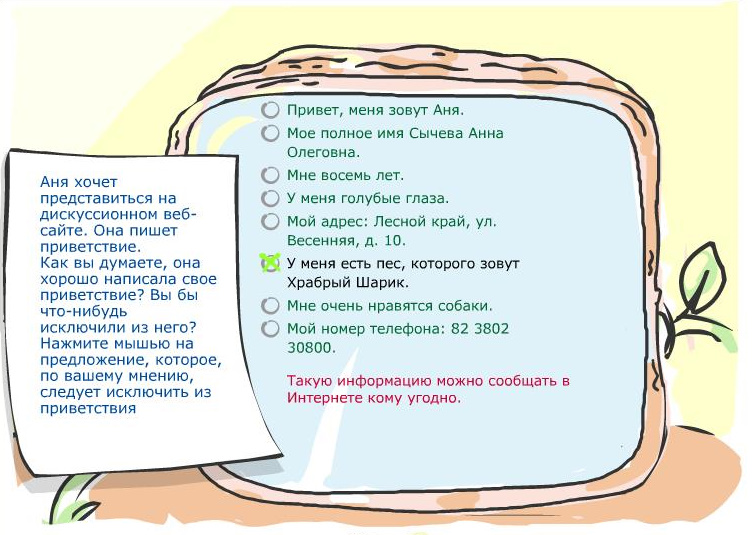 Аня хочет
представиться на
дискуссионном веб-
сайте. Она пишет
приветствие.
Как вы думаете, она
хорошо написала свое
приветствие? Вы бы
что-нибудь
исключили из него?
Нажмите мышью на
предложение, которое,
по вашему мнению,
следует исключить из
приветствия
Привет, меня зовут Аня.
Мое полное имя Сычева Анна
Олеговна.
Мне восемь лет.
У меня голубые глаза.
Мой адрес: Лесной край, ул.
Весенняя, д. 10.
У меня есть пес, которого зовут
Храбрый Шарик.
Мне очень нравятся собаки.
Мой номер телефона: 82 3802
30800.
Такую информацию можно сообщать в
Интернете кому угодно.